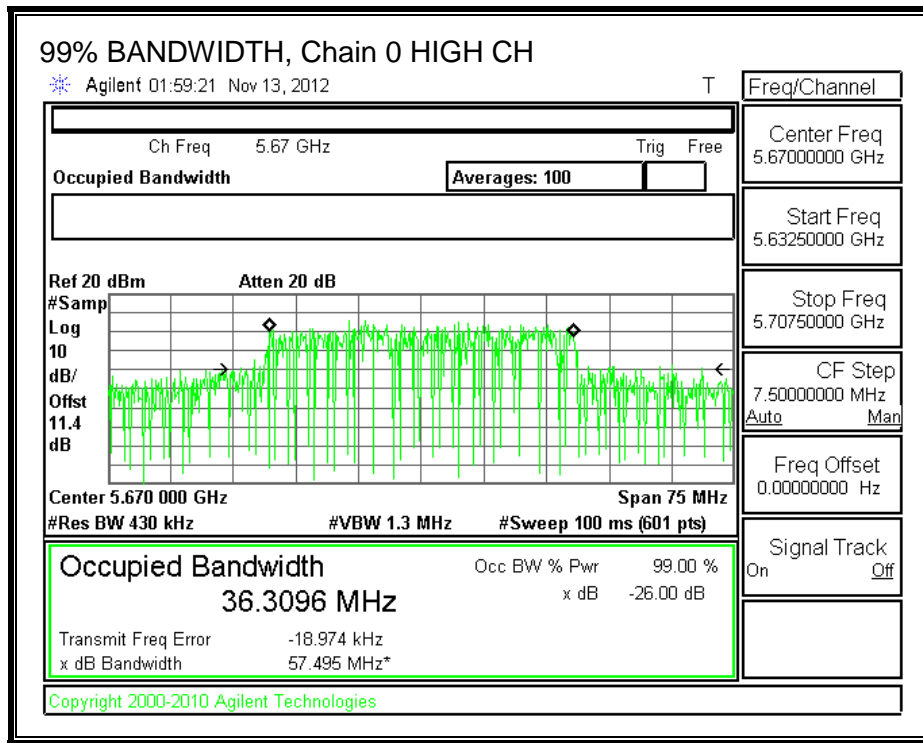 99% BANDWIDTH, Chain 0 HIGH CH
Agilent 01:59:21 Nov 13, 2012 T
Freq/Channel
Ch Freq 5.67 GHz Trig Free
Occupied Bandwidth Averages: 100
Center Freq
5.67000000 GHz
Start Freq
5.63250000 GHz
Stop Freq
5.70750000 GHz
CF Step
7.50000000 MHz
Auto Man
Freq Offset
0.00000000 Hz
Signal Track
On Off
Ref 20 dBm Atten 20 dB
#Samp
Log
10
dB/
Offst
11.4
dB
Center 5.670 000 GHz Span 75 MHz
#Res BW 430 kHz #VBW 1.3 MHz #Sweep 100 ms (601 pts)
Occupied Bandwidth Occ BW % Pwr 99.00 %
36.3096 MHz x dB -26.00 dB
Transmit Freq Error -18.974 kHz
x dB Bandwidth 57.495 MHz*
Copyright 2000-2010 Agilent Technologies